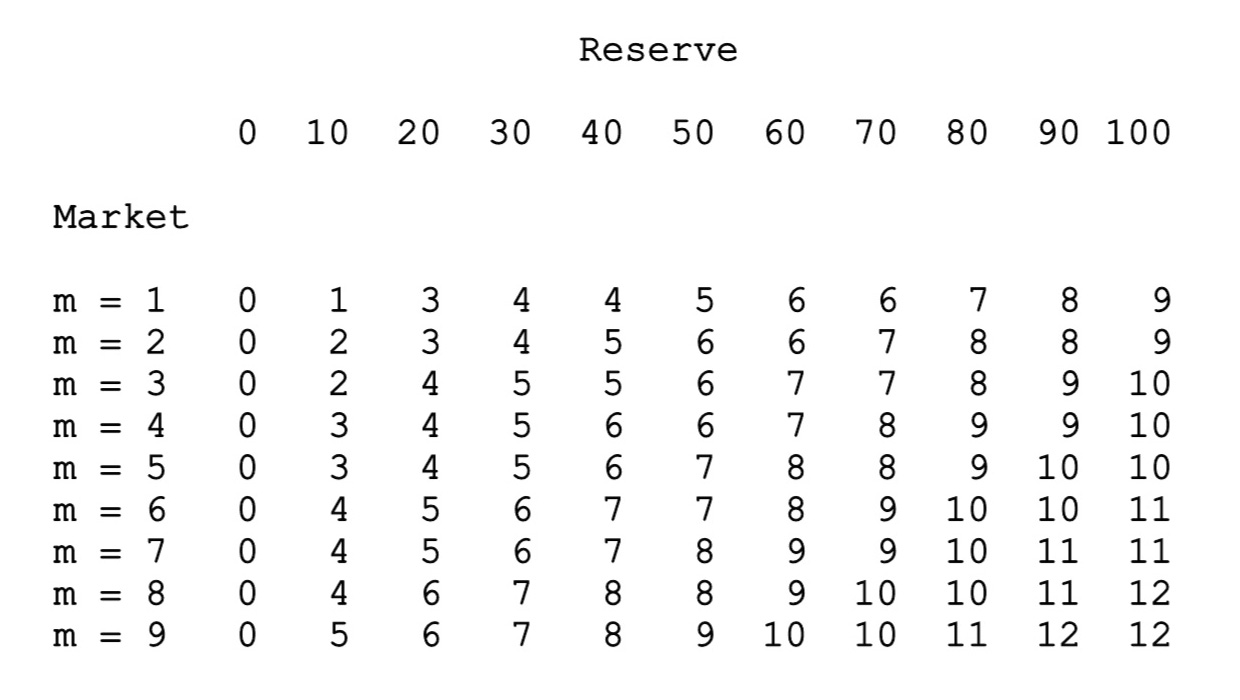 Reserve
0 10 20 30 40 50 60 70 80 90 100
Market
m = 1 0 1 3 4 4 5 6 6 7 8 9
m = 2 0 2 3 4 5 6 6 7 8 8 9
m = 3 0 2 4 5 5 6 7 7 8 9 10
m = 4 0 3 4 5 6 6 7 8 9 9 10
m = 5 0 3 4 5 6 7 8 8 9 10 10
m = 6 0 4 5 6 7 7 8 9 10 10 11
m = 7 0 4 5 6 7 8 9 9 10 11 11
m = 8 0 4 6 7 8 8 9 10 10 11 12
m = 9 0 5 6 7 8 9 10 10 11 12 12